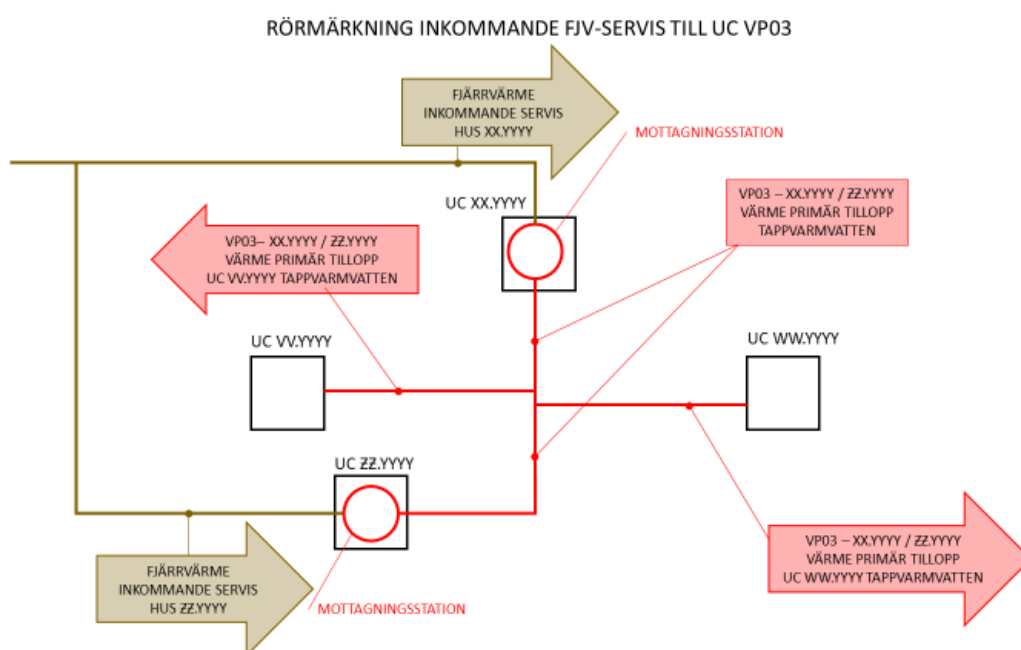 RÖRMÄRKNING INKOMMANDE FJV-SERVIS TILL UC VP03
FJÄRRVÄRME
INKOMMANDE SERVIS
HUS XX.YYYY
MOTTAGNINGSSTATION
UC XX.YYYY
VP03 – XX.YYYY / ZZ.YYYY
VÄRME PRIMÄR TILLOPP
TAPPVARMVATTEN
VP03– XX.YYYY / ZZ.YYYY
VÄRME PRIMÄR TILLOPP
UC VV.YYYY TAPPVARMVATTEN
UC VV.YYYY
UC WW.YYYY
UC ZZ.YYYY
VP03 – XX.YYYY / ZZ.YYYY
VÄRME PRIMÄR TILLOPP
UC WW.YYYY TAPPVARMVATTEN
FJÄRRVÄRME
INKOMMANDE SERVIS
HUS ZZ.YYYY
MOTTAGNINGSSTATION